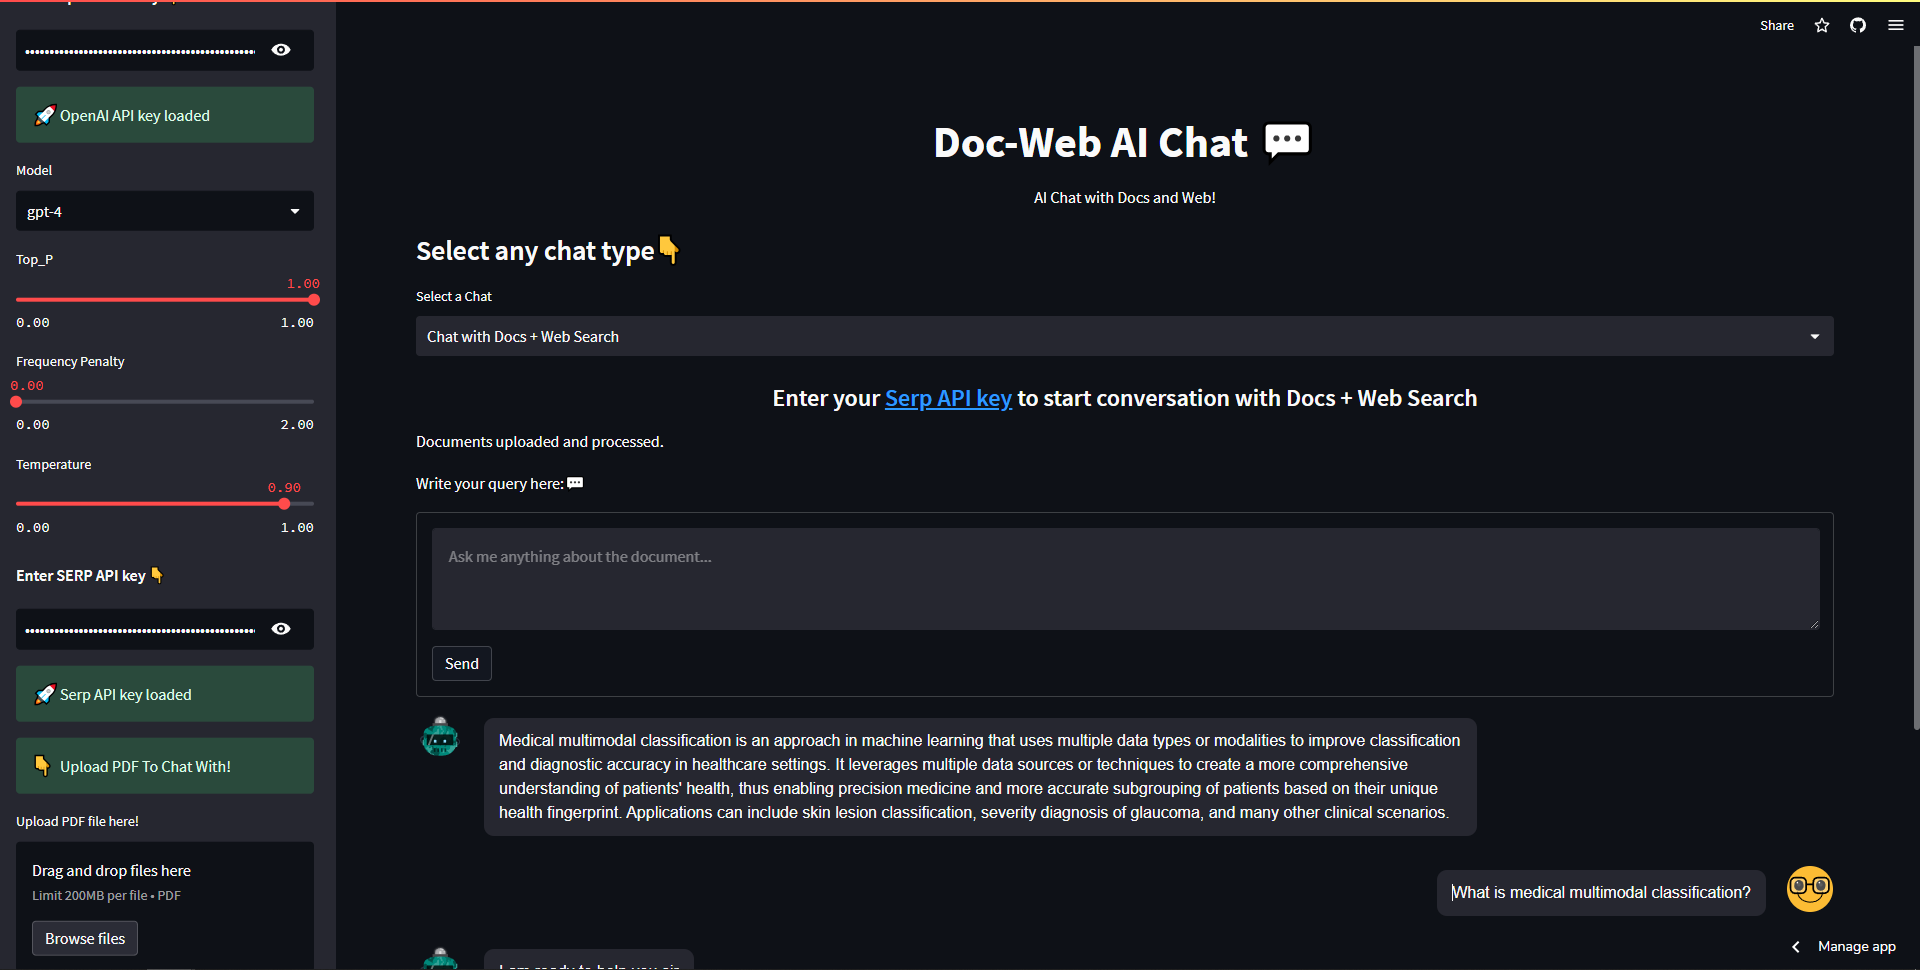 OpenAI API key loaded
Model
gpt-4
Top_P
1.00
0.00 1.00
Frequency Penalty
0.00
0.00 2.00
Temperature
0.90
0.00 1.00
Enter SERP API key
Serp API key loaded
Upload PDF To Chat With!
Upload PDF file here!
Drag and drop files here
Limit 200MB per file • PDF
Browse files
Share
Doc-Web AI Chat
AI Chat with Docs and Web!
Select any chat type
Select a Chat
Chat with Docs + Web Search
Enter your Serp API key to start conversation with Docs + Web Search
Documents uploaded and processed.
Write your query here:
Ask me anything about the document...
Send
Medical multimodal classification is an approach in machine learning that uses multiple data types or modalities to improve classification
and diagnostic accuracy in healthcare settings. It leverages multiple data sources or techniques to create a more comprehensive
understanding of patients' health, thus enabling precision medicine and more accurate subgrouping of patients based on their unique
health fingerprint. Applications can include skin lesion classification, severity diagnosis of glaucoma, and many other clinical scenarios.
What is medical multimodal classification?
I am ready to help you sir
Manage app